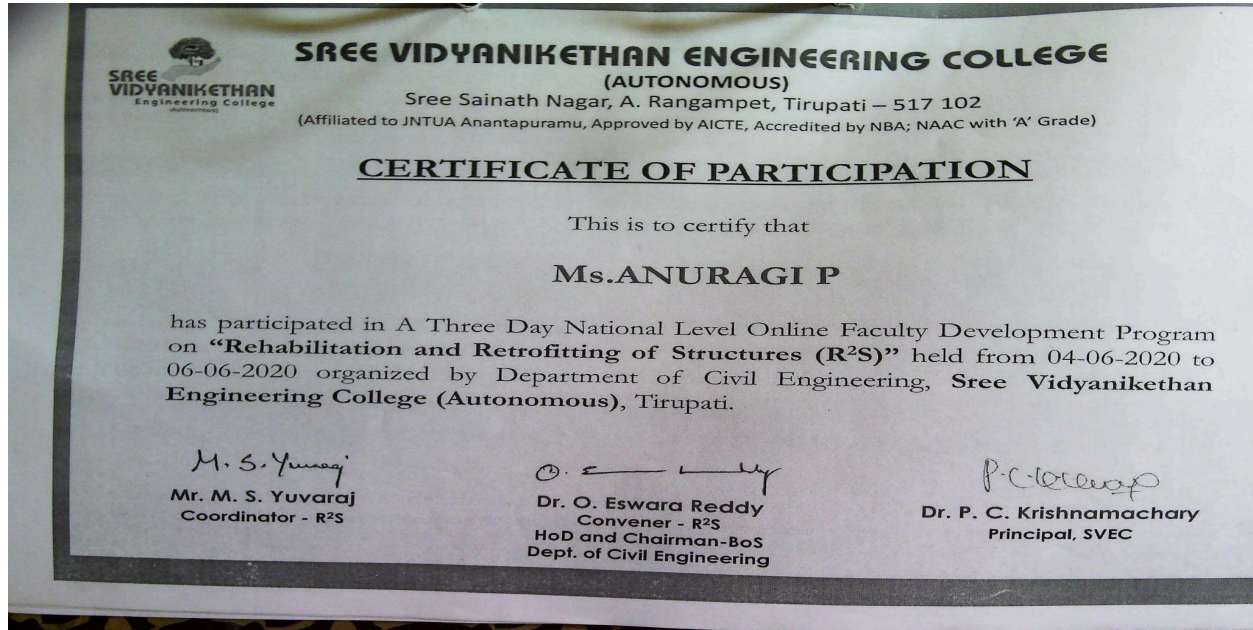 SREE
VIDYANIKETHAN
Engineering College
(Autonomous)
SREE VIDYANIKETHAN ENGINEERING COLLEGE
(AUTONOMOUS)
Sree Sainath Nagar, A. Rangampet, Tirupati – 517 102
(Affiliated to JNTUA Anantapuramu, Approved by AICTE, Accredited by NBA; NAAC with 'A' Grade)
CERTIFICATE OF PARTICIPATION
This is to certify that
Ms.ANURAGI P
has participated in A Three Day National Level Online Faculty Development Program
on “Rehabilitation and Retrofitting of Structures (R²S)” held from 04-06-2020 to
06-06-2020 organized by Department of Civil Engineering, Sree Vidyanikethan
Engineering College (Autonomous), Tirupati.
M. S. Yuvaraj
Mr. M. S. Yuvaraj
Coordinator - R²S
Dr. O. Eswara Reddy
Convener - R²S
HoD and Chairman-BoS
Dept. of Civil Engineering
Dr. P. C. Krishnamachary
Principal, SVEC